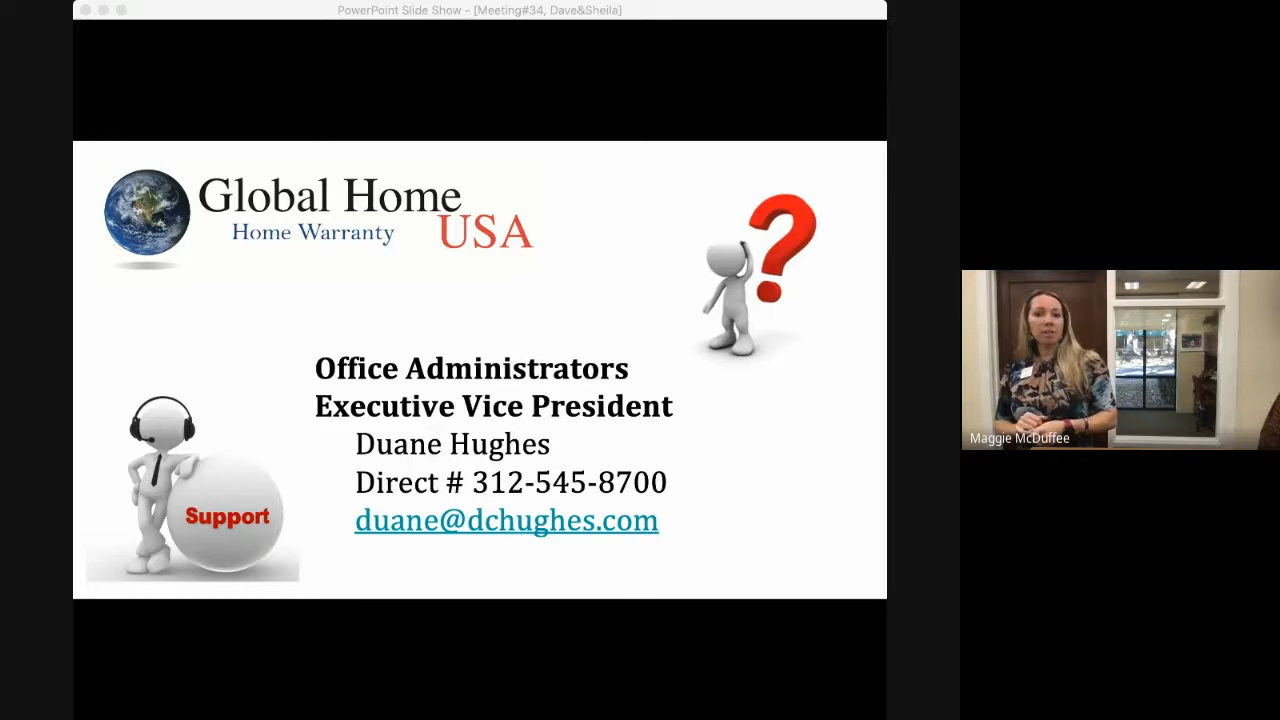 PowerPoint Slide Show - [Meeting#34, Dave&Sheila]
Global Home
Home Warranty
USA
Office Administrators
Executive Vice President
Duane Hughes
Direct # 312-545-8700
duane@dchughes.com
Support
Maggie McDuffee